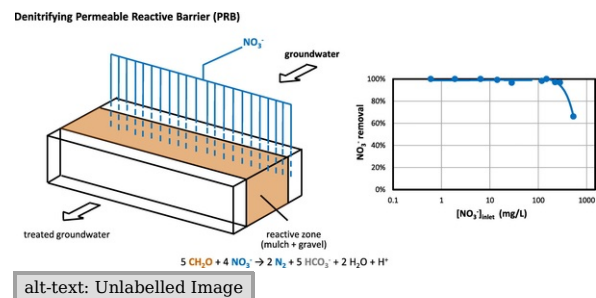 Denitrifying Permeable Reactive Barrier (PRB)
NO₃⁻
groundwater
treated groundwater
reactive zone
(mulch + gravel)
NO₃⁻ removal
100%
80%
60%
40%
20%
0%
0.1 1 10 100 1000
[NO₃⁻]inlet (mg/L)
5 CH₂O + 4 NO₃⁻ → 2 N₂ + 5 HCO₃⁻ + 2 H₂O + H⁺
alt-text: Unlabelled Image